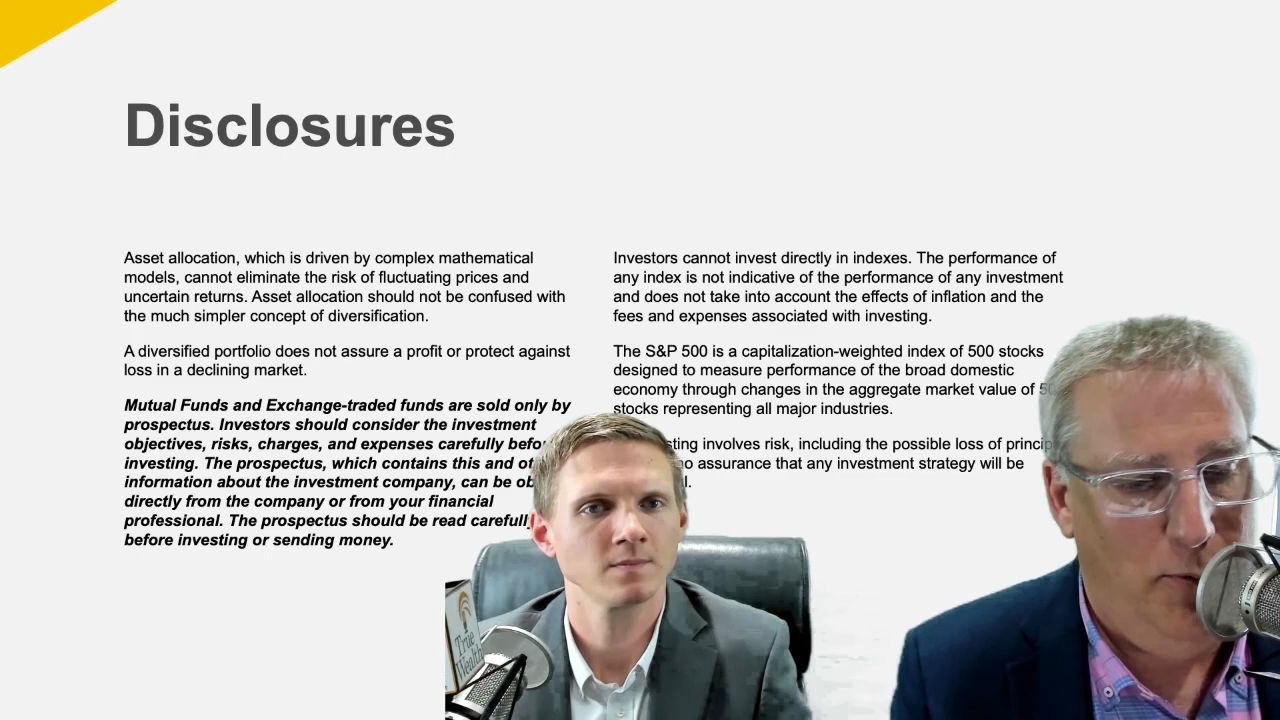 Disclosures
Asset allocation, which is driven by complex mathematical
models, cannot eliminate the risk of fluctuating prices and
uncertain returns. Asset allocation should not be confused with
the much simpler concept of diversification.
A diversified portfolio does not assure a profit or protect against
loss in a declining market.
Mutual Funds and Exchange-traded funds are sold only by
prospectus. Investors should consider the investment
objectives, risks, charges, and expenses carefully
investing. The prospectus, which contains this and
information about the investment company, can be
directly from the company or from your financial
professional. The prospectus should be read carefully
before investing or sending money.
Investors cannot invest directly in indexes. The performance of
any index is not indicative of the performance of any investment
and does not take into account the effects of inflation and the
fees and expenses associated with investing.
The S&P 500 is a capitalization-weighted index of 500 stocks
designed to measure performance of the broad domestic
economy through changes in the aggregate market value of
stocks representing all major industries.
involves risk, including the possible loss of
no assurance that any investment strategy will be
True
Wealth